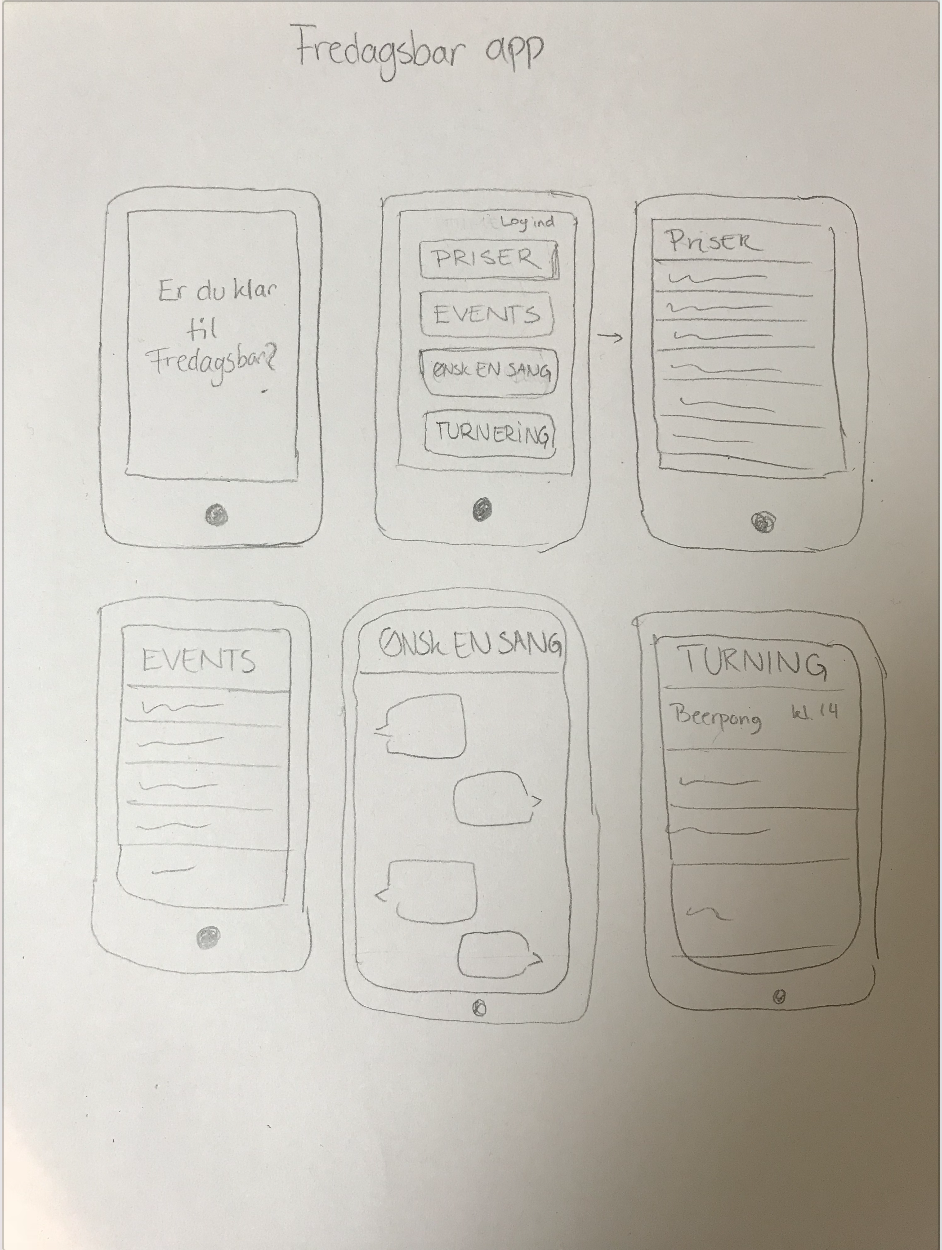 Fredagsbar app
Er du klar
til
Fredagsbar?
Log ind
PRISER
EVENTS
ØNSK EN SANG
TURNERING
PRISER
EVENTS
ØNSK EN SANG
TURNING
Beerpong kl. 14